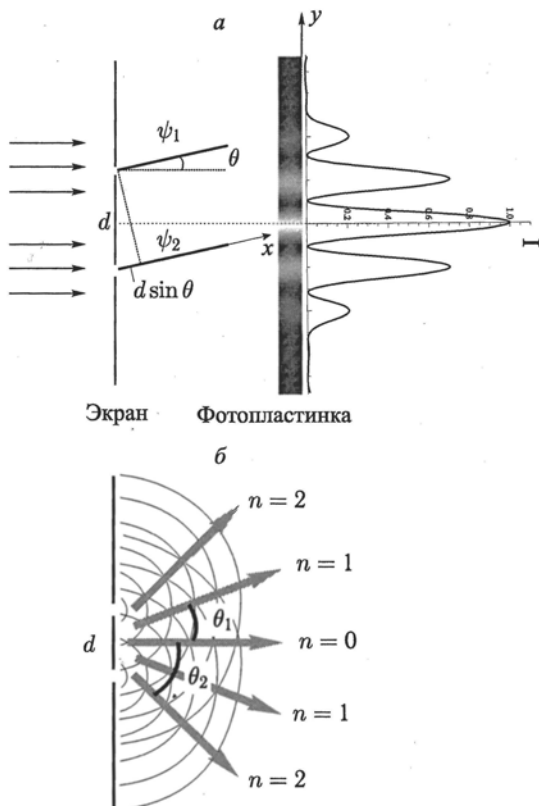 а
y
ψ₁
θ
d
ψ₂
x
d sin θ
0.2
0.4
0.6
0.8
1.0
I
Экран
Фотопластинка
б
n = 2
n = 1
θ₁
d
n = 0
θ₂
n = 1
n = 2